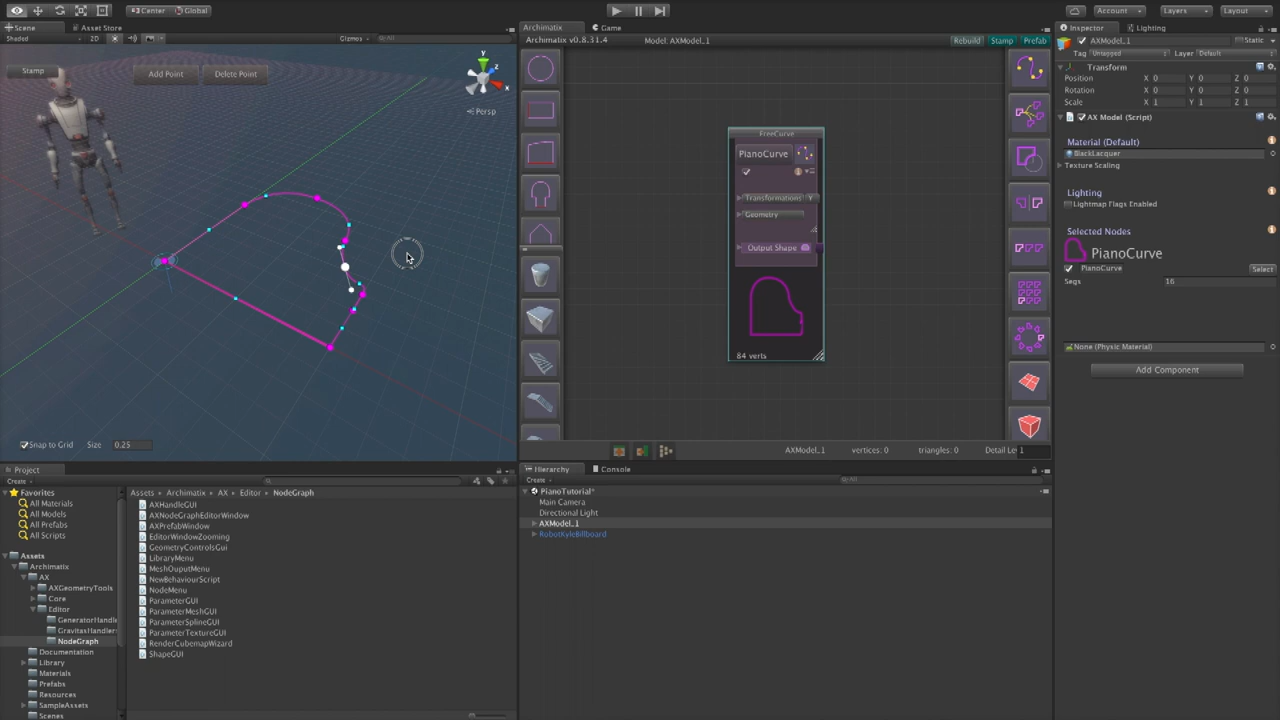 Center Global Account Layers Layout
Scene Asset Store
Shaded 2D Gizmos All
Stamp Add Point Delete Point
y
z
x
Persp
Snap to Grid Size 0.25
Archimatix Game
Archimatix v0.8.31.4 Model: AXModel_1 Rebuild Stamp Prefab
FreeCurve
PianoCurve
Transformations Y
Geometry
Output Shape
84 verts
AXModel_1 vertices: 0 triangles: 0 Detail Le 1
Inspector Lighting
AXModel_1 Static
Tag Untagged Layer Default
Transform
Position X 0 Y 0 Z 0
Rotation X 0 Y 0 Z 0
Scale X 1 Y 1 Z 1
AX Model (Script)
Material (Default)
BlackLacquer
Texture Scaling
Lighting
Lightmap Flags Enabled
Selected Nodes
PianoCurve
PianoCurve Select
Segs 16
None (Physic Material)
Add Component
Project
Create
Favorites
All Materials
All Models
All Prefabs
All Scripts
Assets
Archimatix
AX
AXGeometryTools
Core
Editor
GeneratorHandle
GravitasHandler
NodeGraph
Documentation
Library
Materials
Prefabs
Resources
SampleAssets
Scenes
Assets Archimatix AX Editor NodeGraph
AXHandleGUI
AXNodeGraphEditorWindow
AXPrefabWindow
EditorWindowZooming
GeometryControlsGui
LibraryMenu
MeshOuputMenu
NewBehaviourScript
NodeMenu
ParameterGUI
ParameterMeshGUI
ParameterSplineGUI
ParameterTextureGUI
RenderCubemapWizard
ShapeGUI
Hierarchy Console
Create All
PianoTutorial*
Main Camera
Directional Light
AXModel_1
RobotKyleBillboard